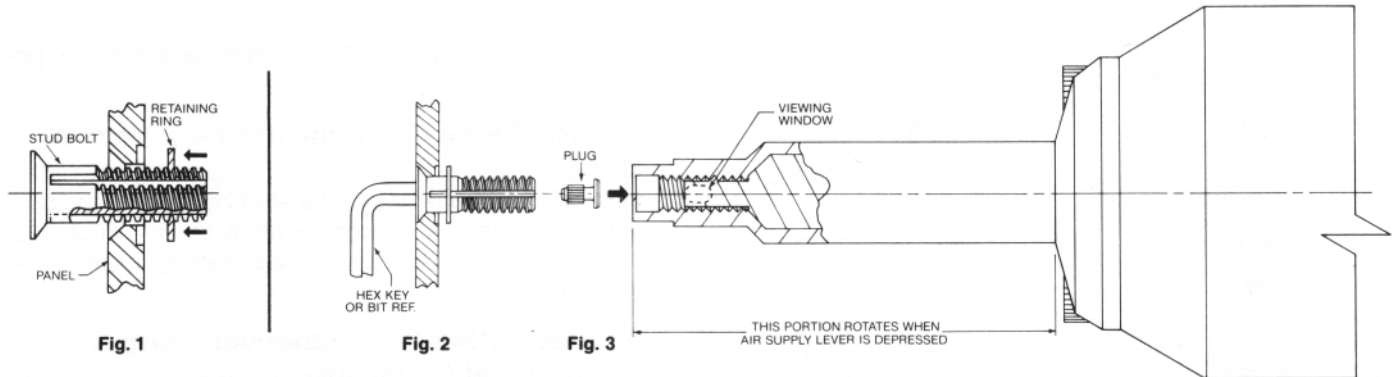 RETAINING
RING
STUD BOLT
PANEL
Fig. 1
HEX KEY
OR BIT REF.
Fig. 2
PLUG
Fig. 3
VIEWING
WINDOW
THIS PORTION ROTATES WHEN
AIR SUPPLY LEVER IS DEPRESSED